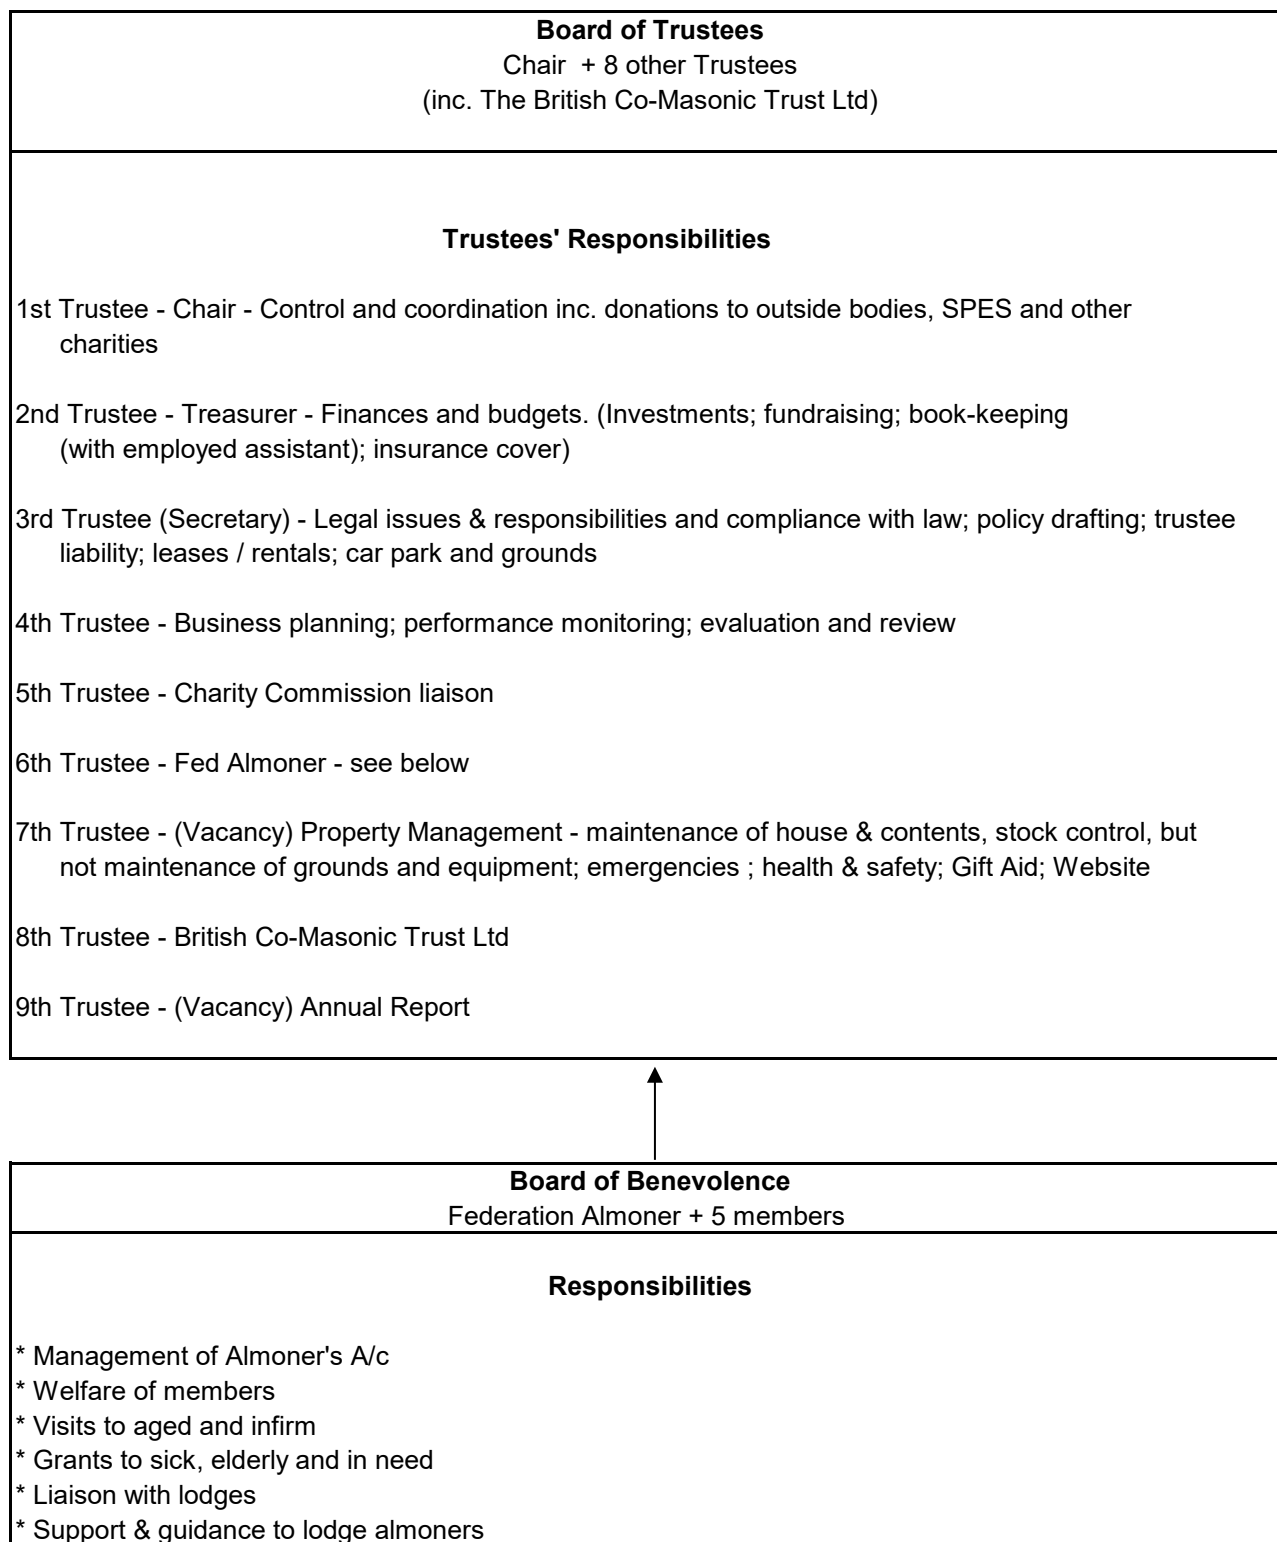 Board of Trustees
Chair + 8 other Trustees
(inc. The British Co-Masonic Trust Ltd)
Trustees' Responsibilities
1st Trustee - Chair - Control and coordination inc. donations to outside bodies, SPES and other
charities
2nd Trustee - Treasurer - Finances and budgets. (Investments; fundraising; book-keeping
(with employed assistant); insurance cover)
3rd Trustee (Secretary) - Legal issues & responsibilities and compliance with law; policy drafting; trustee
liability; leases / rentals; car park and grounds
4th Trustee - Business planning; performance monitoring; evaluation and review
5th Trustee - Charity Commission liaison
6th Trustee - Fed Almoner - see below
7th Trustee - (Vacancy) Property Management - maintenance of house & contents, stock control, but
not maintenance of grounds and equipment; emergencies ; health & safety; Gift Aid; Website
8th Trustee - British Co-Masonic Trust Ltd
9th Trustee - (Vacancy) Annual Report
Board of Benevolence
Federation Almoner + 5 members
Responsibilities
* Management of Almoner's A/c
* Welfare of members
* Visits to aged and infirm
* Grants to sick, elderly and in need
* Liaison with lodges
* Support & guidance to lodge almoners